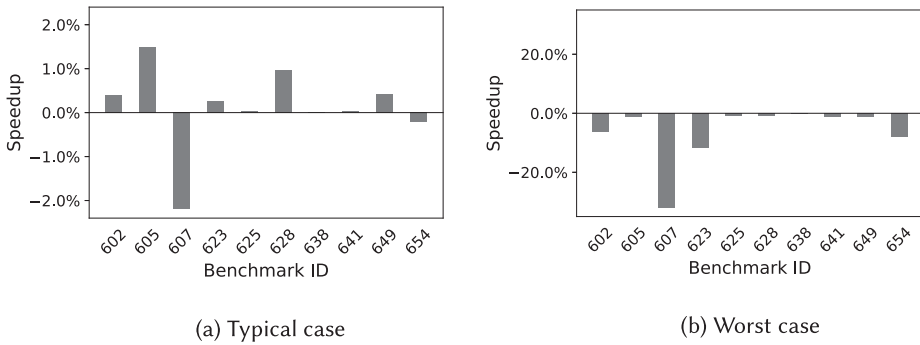 2.0%
1.0%
0.0%
−1.0%
−2.0%
Speedup
602 605 607 623 625 628 638 641 649 654
Benchmark ID
(a) Typical case
20.0%
0.0%
−20.0%
Speedup
602 605 607 623 625 628 638 641 649 654
Benchmark ID
(b) Worst case